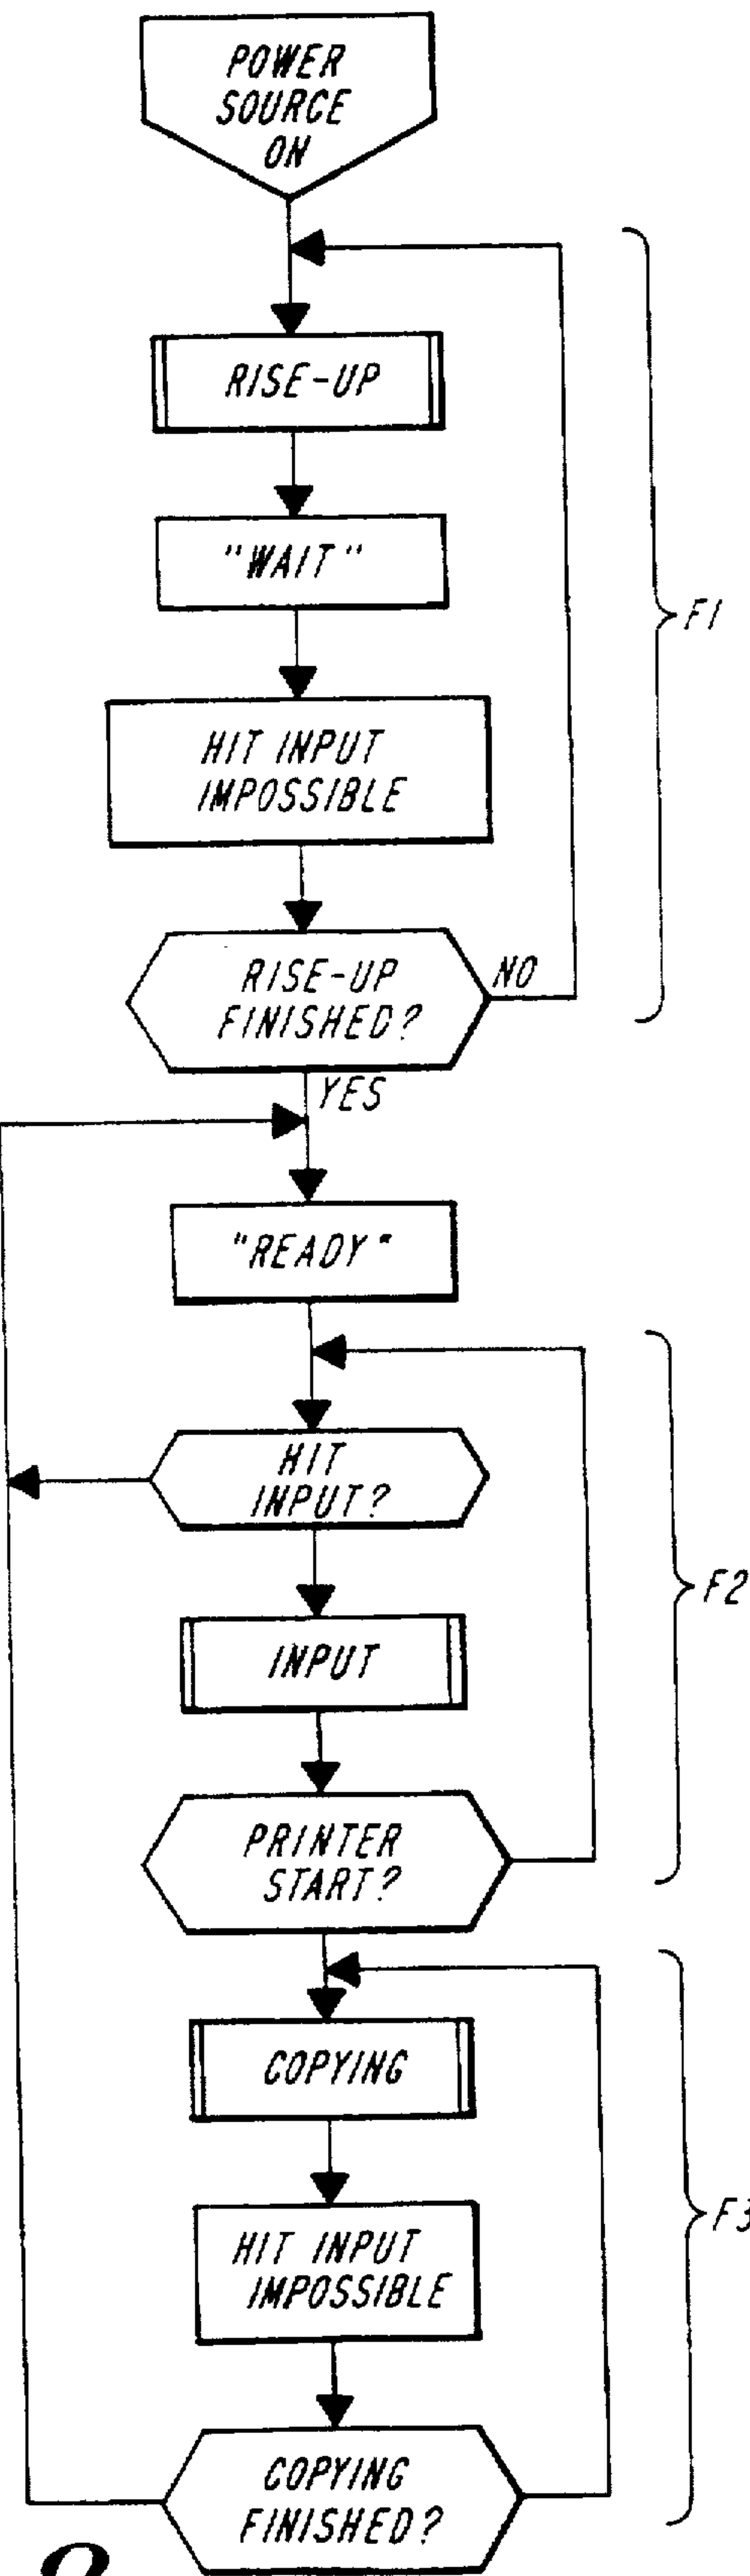 POWER
SOURCE
ON
RISE-UP
"WAIT"
F1
HIT INPUT
IMPOSSIBLE
RISE-UP
FINISHED?
NO
YES
"READY"
HIT
INPUT?
F2
INPUT
PRINTER
START?
COPYING
F3
HIT INPUT
IMPOSSIBLE
COPYING
FINISHED?